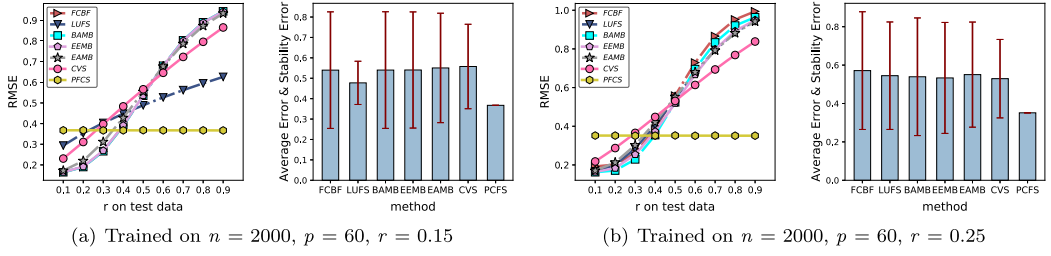 FCBF
LUFS
BAMB
EEMB
EAMB
CVS
PFCS
RMSE
0.9
0.8
0.7
0.6
0.5
0.4
0.3
0.2
0.1 0.2 0.3 0.4 0.5 0.6 0.7 0.8 0.9
r on test data
Average Error & Stability Error
0.8
0.6
0.4
0.2
0.0
FCBF LUFS BAMB EEMB EAMB CVS PCFS
method
(a) Trained on n = 2000, p = 60, r = 0.15
FCBF
LUFS
BAMB
EEMB
EAMB
CVS
PFCS
RMSE
1.0
0.8
0.6
0.4
0.2
0.1 0.2 0.3 0.4 0.5 0.6 0.7 0.8 0.9
r on test data
Average Error & Stability Error
0.8
0.6
0.4
0.2
0.0
FCBF LUFS BAMB EEMB EAMB CVS PCFS
method
(b) Trained on n = 2000, p = 60, r = 0.25